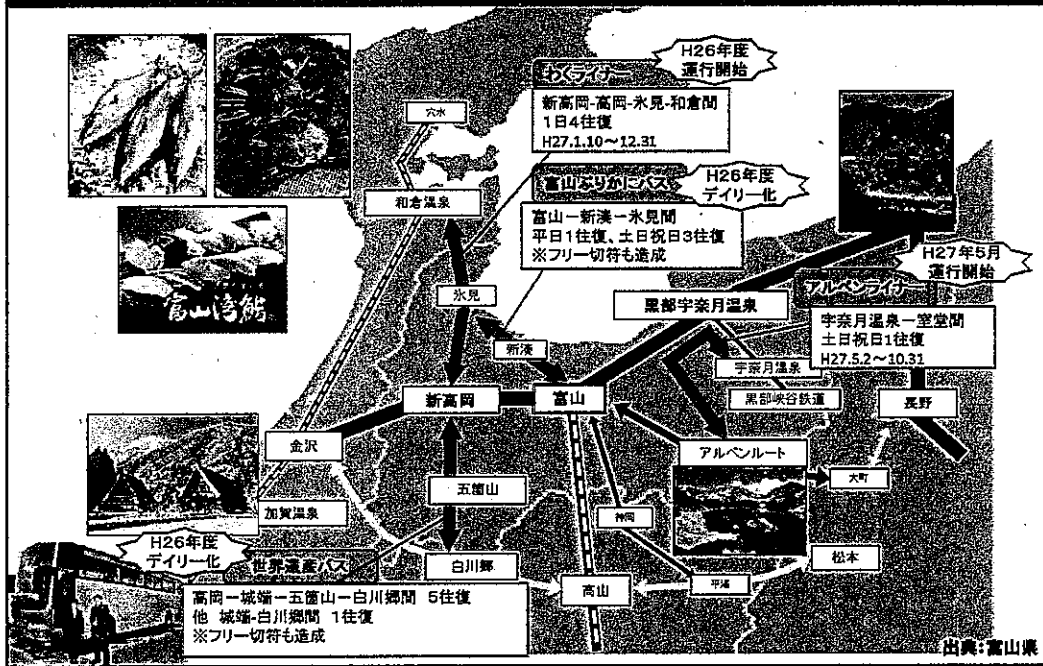 H26年度
運行開始
わくライナー
新高岡-高岡-氷見-和倉間
1日4往復
H27.1.10～12.31
穴水
H26年度
デイリー化
富山ぶりかにバス
富山ー新湊ー氷見間
平日1往復、土日祝日3往復
※フリー切符も造成
和倉温泉
富山湾鮨
H27年5月
運行開始
アルペンライナー
宇奈月温泉ー室堂間
土日祝日1往復
H27.5.2～10.31
氷見
新湊
黒部宇奈月温泉
宇奈月温泉
黒部峡谷鉄道
新高岡
富山
長野
金沢
アルペンルート
大町
五箇山
加賀温泉
神岡
H26年度
デイリー化
世界遺産バス
白川郷
高山
平湯
松本
高岡ー城端ー五箇山ー白川郷間 5往復
他 城端-白川郷間 1往復
※フリー切符も造成
出典:富山県